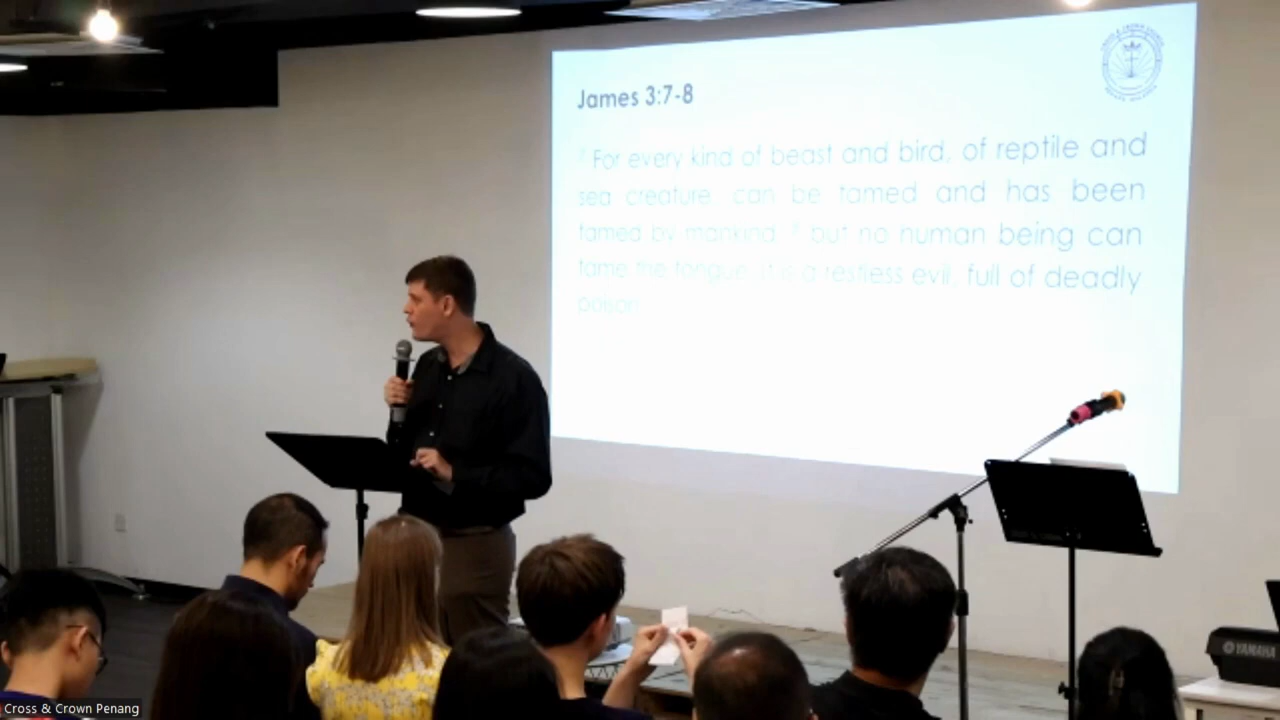 James 3:7-8
7 For every kind of beast and bird, of reptile and
sea creature, can be tamed and has been
tamed by mankind, 8 but no human being can
tame the tongue. It is a restless evil, full of deadly
poison.
YAMAHA
Cross & Crown Penang